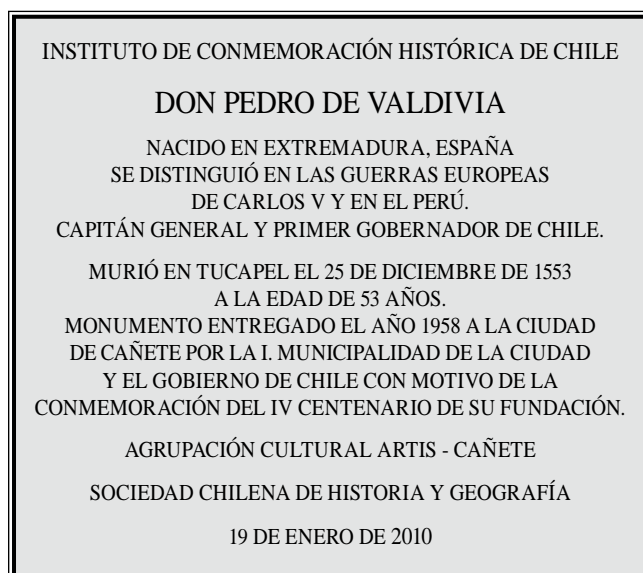 INSTITUTO DE CONMEMORACIÓN HISTÓRICA DE CHILE
DON PEDRO DE VALDIVIA
NACIDO EN EXTREMADURA, ESPAÑA
SE DISTINGUIÓ EN LAS GUERRAS EUROPEAS
DE CARLOS V Y EN EL PERÚ.
CAPITÁN GENERAL Y PRIMER GOBERNADOR DE CHILE.
MURIÓ EN TUCAPEL EL 25 DE DICIEMBRE DE 1553
A LA EDAD DE 53 AÑOS.
MONUMENTO ENTREGADO EL AÑO 1958 A LA CIUDAD
DE CAÑETE POR LA I. MUNICIPALIDAD DE LA CIUDAD
Y EL GOBIERNO DE CHILE CON MOTIVO DE LA
CONMEMORACIÓN DEL IV CENTENARIO DE SU FUNDACIÓN.
AGRUPACIÓN CULTURAL ARTIS - CAÑETE
SOCIEDAD CHILENA DE HISTORIA Y GEOGRAFÍA
19 DE ENERO DE 2010